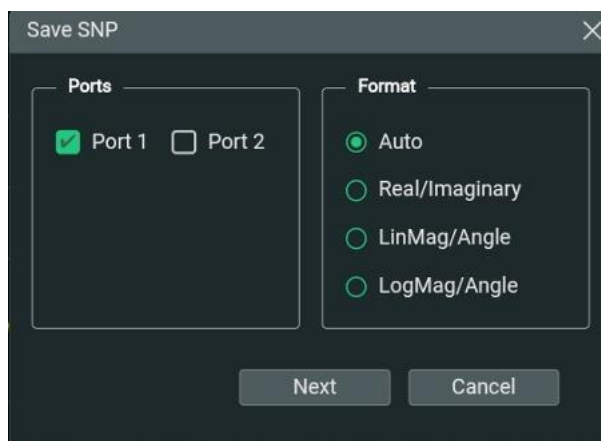 Save SNP
Ports
Port 1 Port 2
Format
Auto
Real/Imaginary
LinMag/Angle
LogMag/Angle
Next Cancel